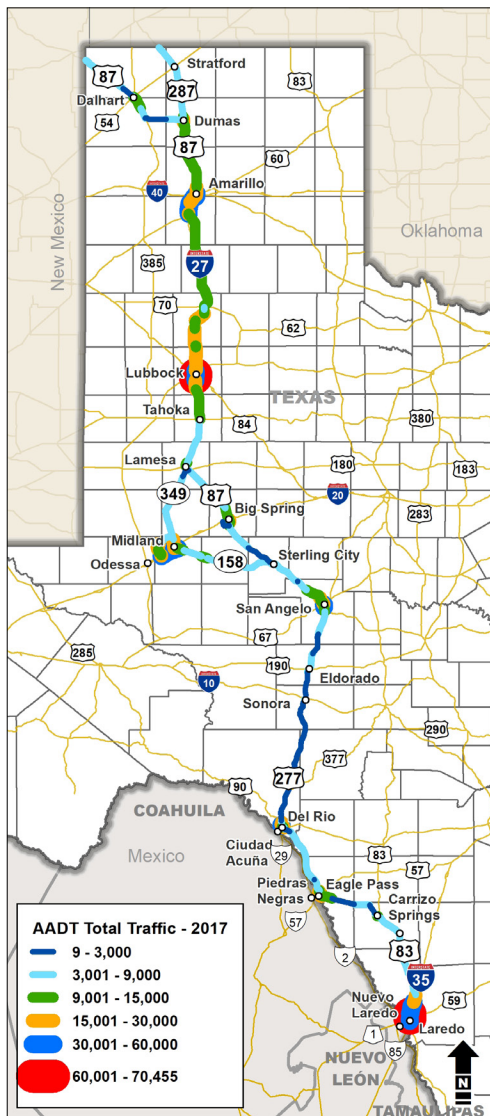 Stratford
87
83
287
Dalhart
54
Dumas
87
60
40
Amarillo
New Mexico
Oklahoma
385
27
70
62
Lubbock
TEXAS
Tahoka
84
380
Lamesa
180
183
349
87
20
Big Spring
283
Midland
Odessa
158
Sterling City
San Angelo
67
285
190
10
Eldorado
Sonora
290
377
277
90
COAHUILA
Del Rio
Ciudad
Acuña
29
83
Mexico
57
Piedras
Negras
Eagle Pass
Carrizo
Springs
57
2
83
35
Nuevo
Laredo
59
Laredo
1
85
NUEVO
LEÓN
TAMAULIPAS
N
AADT Total Traffic - 2017
9 - 3,000
3,001 - 9,000
9,001 - 15,000
15,001 - 30,000
30,001 - 60,000
60,001 - 70,455